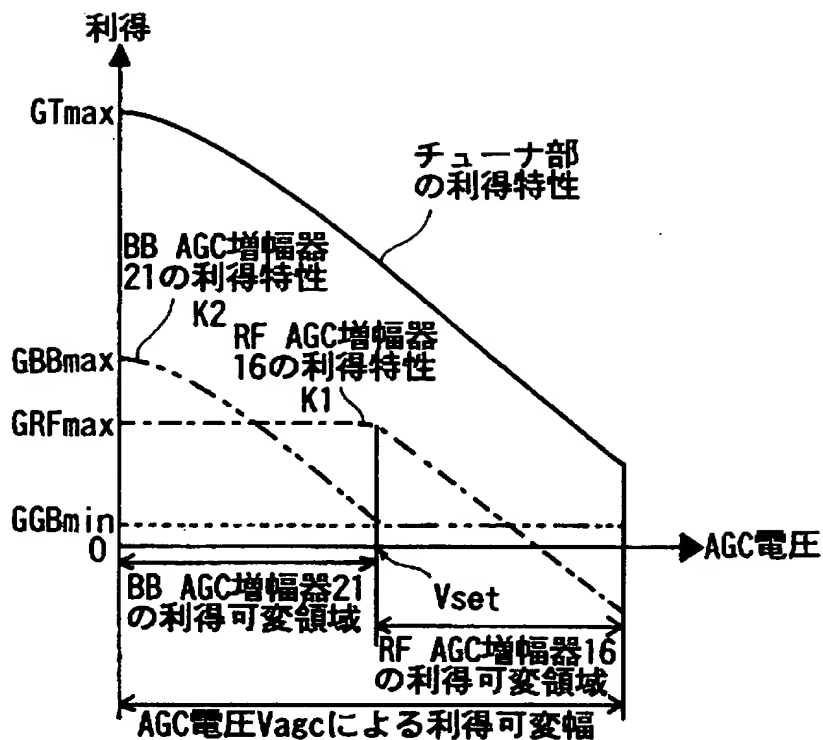 利得
GTmax
チューナ部
の利得特性
BB AGC増幅器
21の利得特性
K2
RF AGC増幅器
16の利得特性
K1
GBBmax
GRFmax
GGBmin
0
AGC電圧
BB AGC増幅器21
の利得可変領域
Vset
RF AGC増幅器16
の利得可変領域
AGC電圧Vagcによる利得可変幅